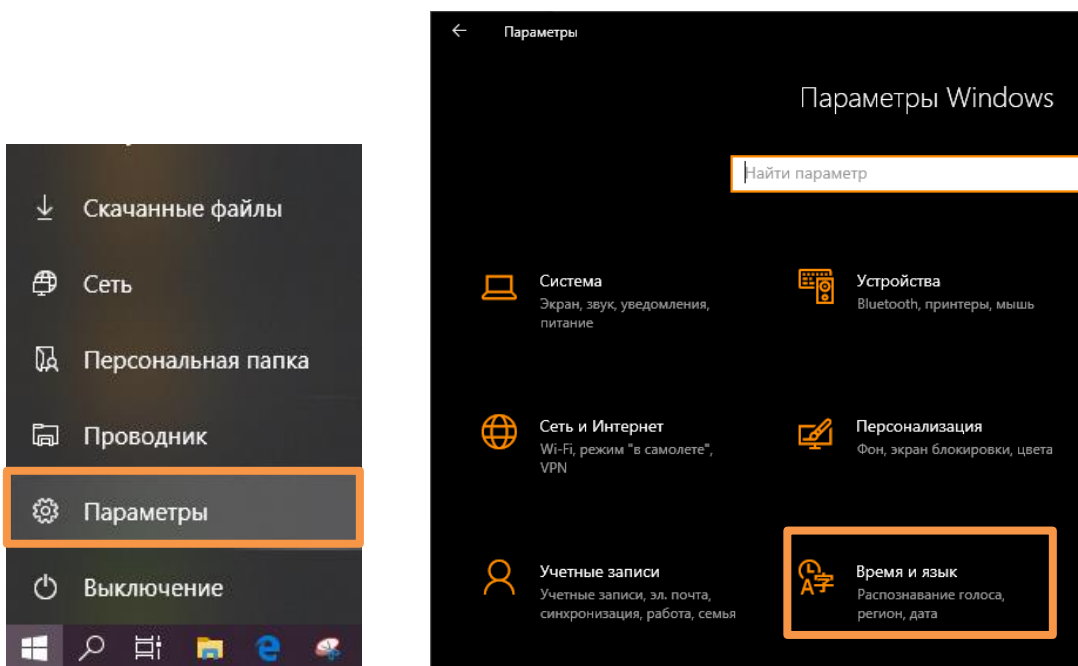 Скачанные файлы
Сеть
Персональная папка
Проводник
Параметры
Выключение
Параметры
Параметры Windows
Найти параметр
Система
Экран, звук, уведомления,
питание
Устройства
Bluetooth, принтеры, мышь
Сеть и Интернет
Wi-Fi, режим "в самолете",
VPN
Персонализация
Фон, экран блокировки, цвета
Учетные записи
Учетные записи, эл. почта,
синхронизация, работа, семья
Время и язык
Распознавание голоса,
регион, дата